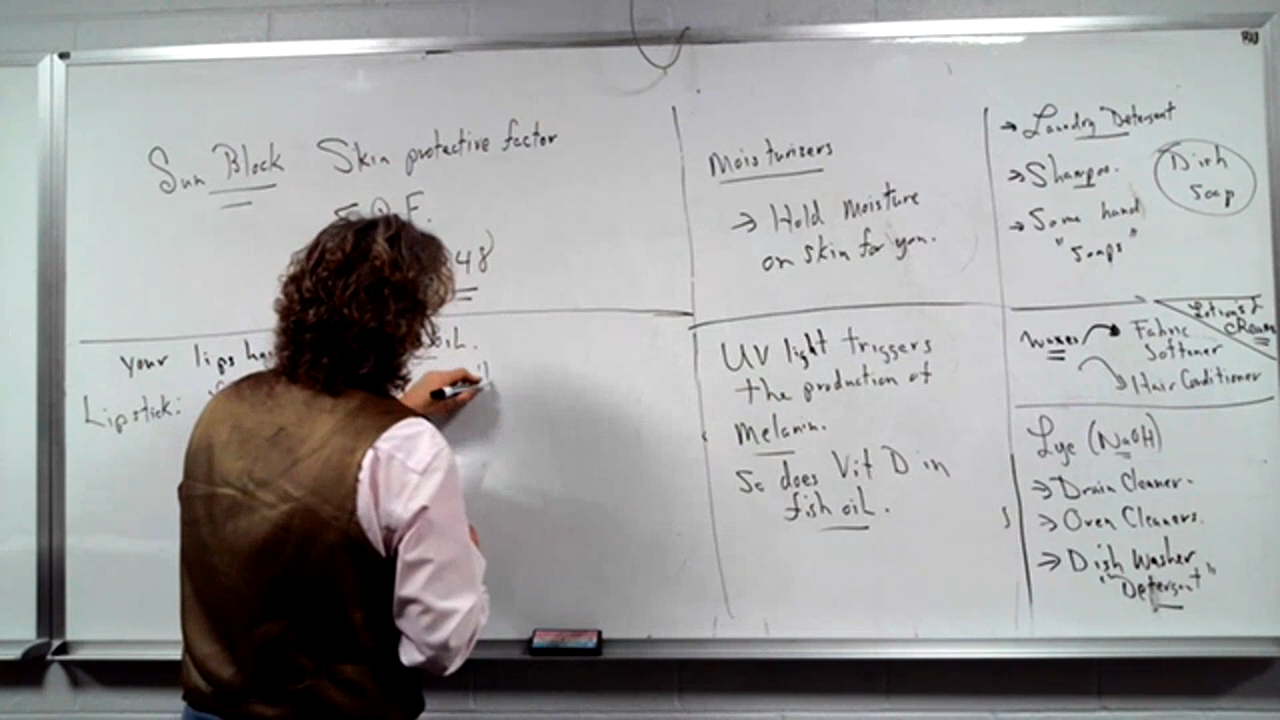 Sun Block Skin protective factor
S.P.F.
48)
Your lips ha oil.
Lipstick:
Moisturizers
→ Hold Moisture
on skin for you.
UV light triggers
the production of
Melanin.
So does Vit D in
fish oil.
→ Laundry Detergent
→ Shampoo.
→ Some hand
"soaps"
Dish
Soap
Lotions &
Creams
Waxes → Fabric
Softener
→ Hair Conditioner
Lye (NaOH)
→ Drain Cleaner.
→ Oven Cleaners.
→ Dish Washer
"Detergent"